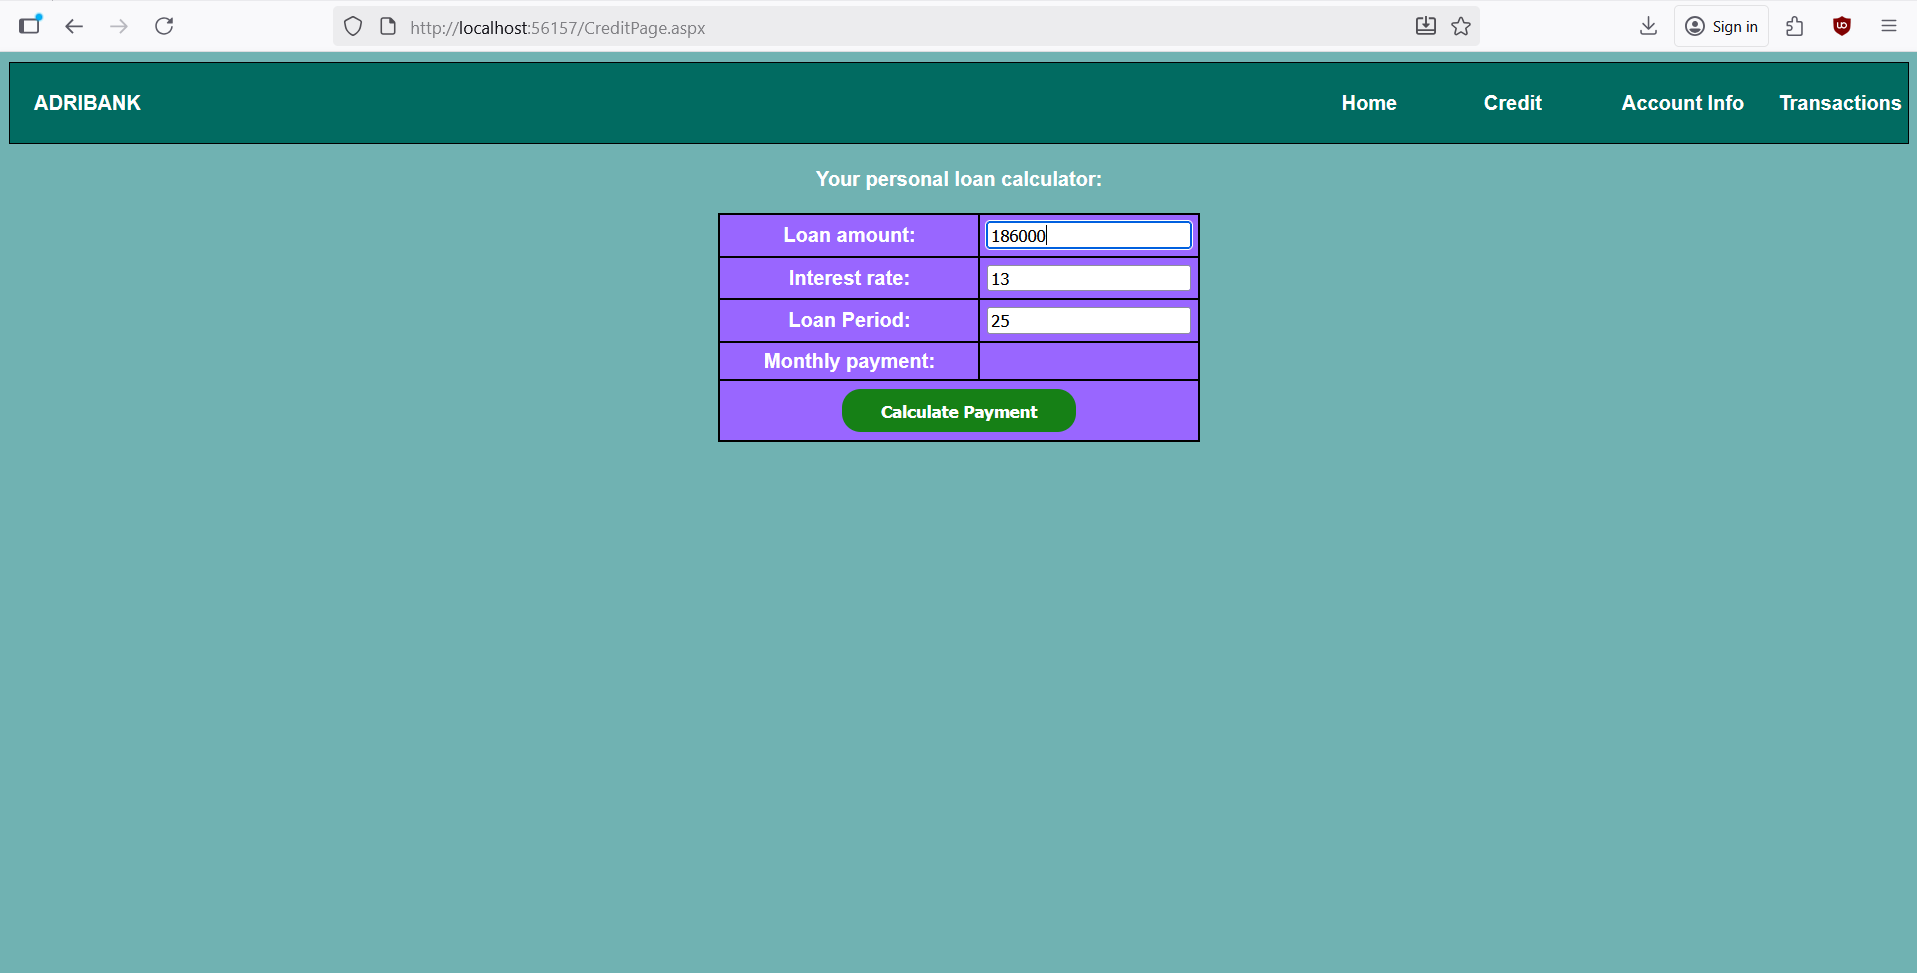 http://localhost:56157/CreditPage.aspx
Sign in
ADRIBANK
Home
Credit
Account Info
Transactions
Your personal loan calculator:
Loan amount: 186000
Interest rate: 13
Loan Period: 25
Monthly payment:
Calculate Payment